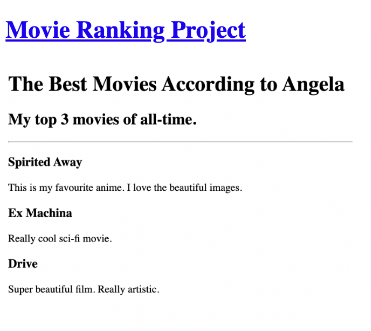 Movie Ranking Project
The Best Movies According to Angela
My top 3 movies of all-time.
Spirited Away
This is my favourite anime. I love the beautiful images.
Ex Machina
Really cool sci-fi movie.
Drive
Super beautiful film. Really artistic.